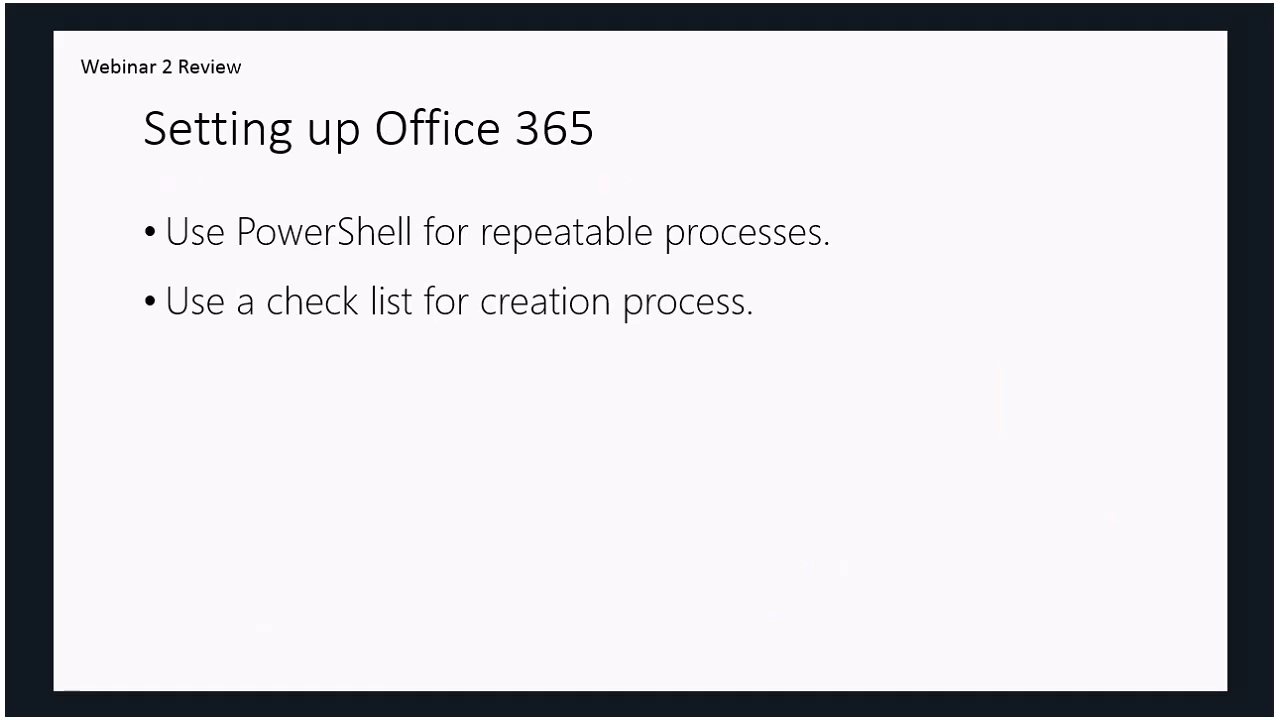 Webinar 2 Review
Setting up Office 365
• Use PowerShell for repeatable processes.
• Use a check list for creation process.